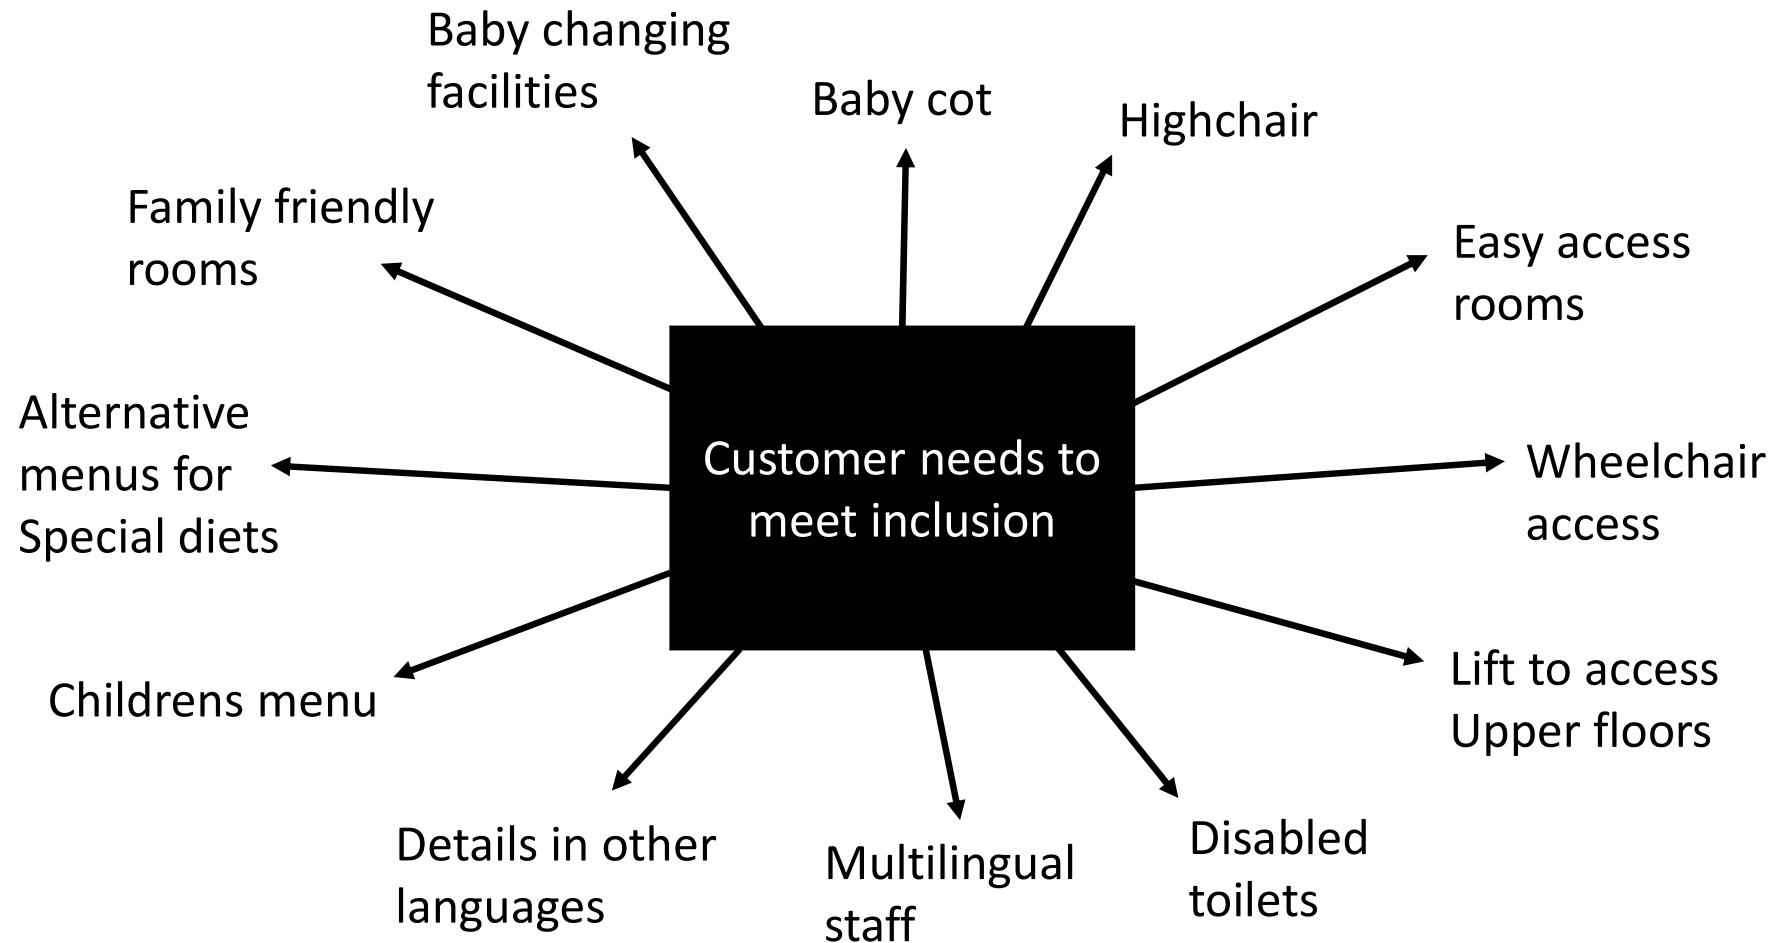 Baby changing
facilities
Baby cot
Highchair
Family friendly
rooms
Easy access
rooms
Alternative
menus for
Special diets
Customer needs to
meet inclusion
Wheelchair
access
Childrens menu
Lift to access
Upper floors
Details in other
languages
Multilingual
staff
Disabled
toilets